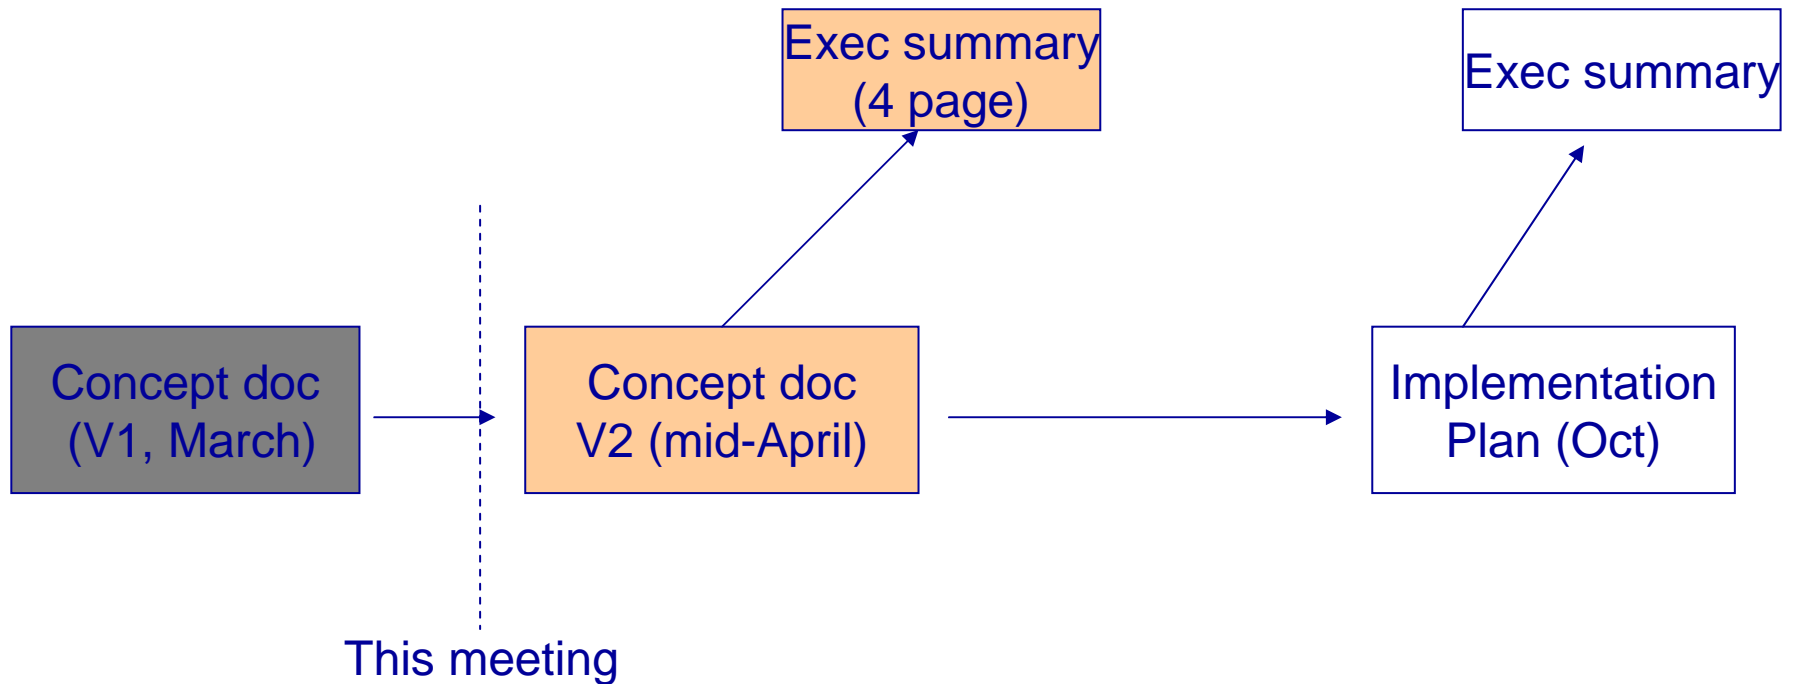 Exec summary
(4 page)
Exec summary
Concept doc
(V1, March)
Concept doc
V2 (mid-April)
Implementation
Plan (Oct)
This meeting